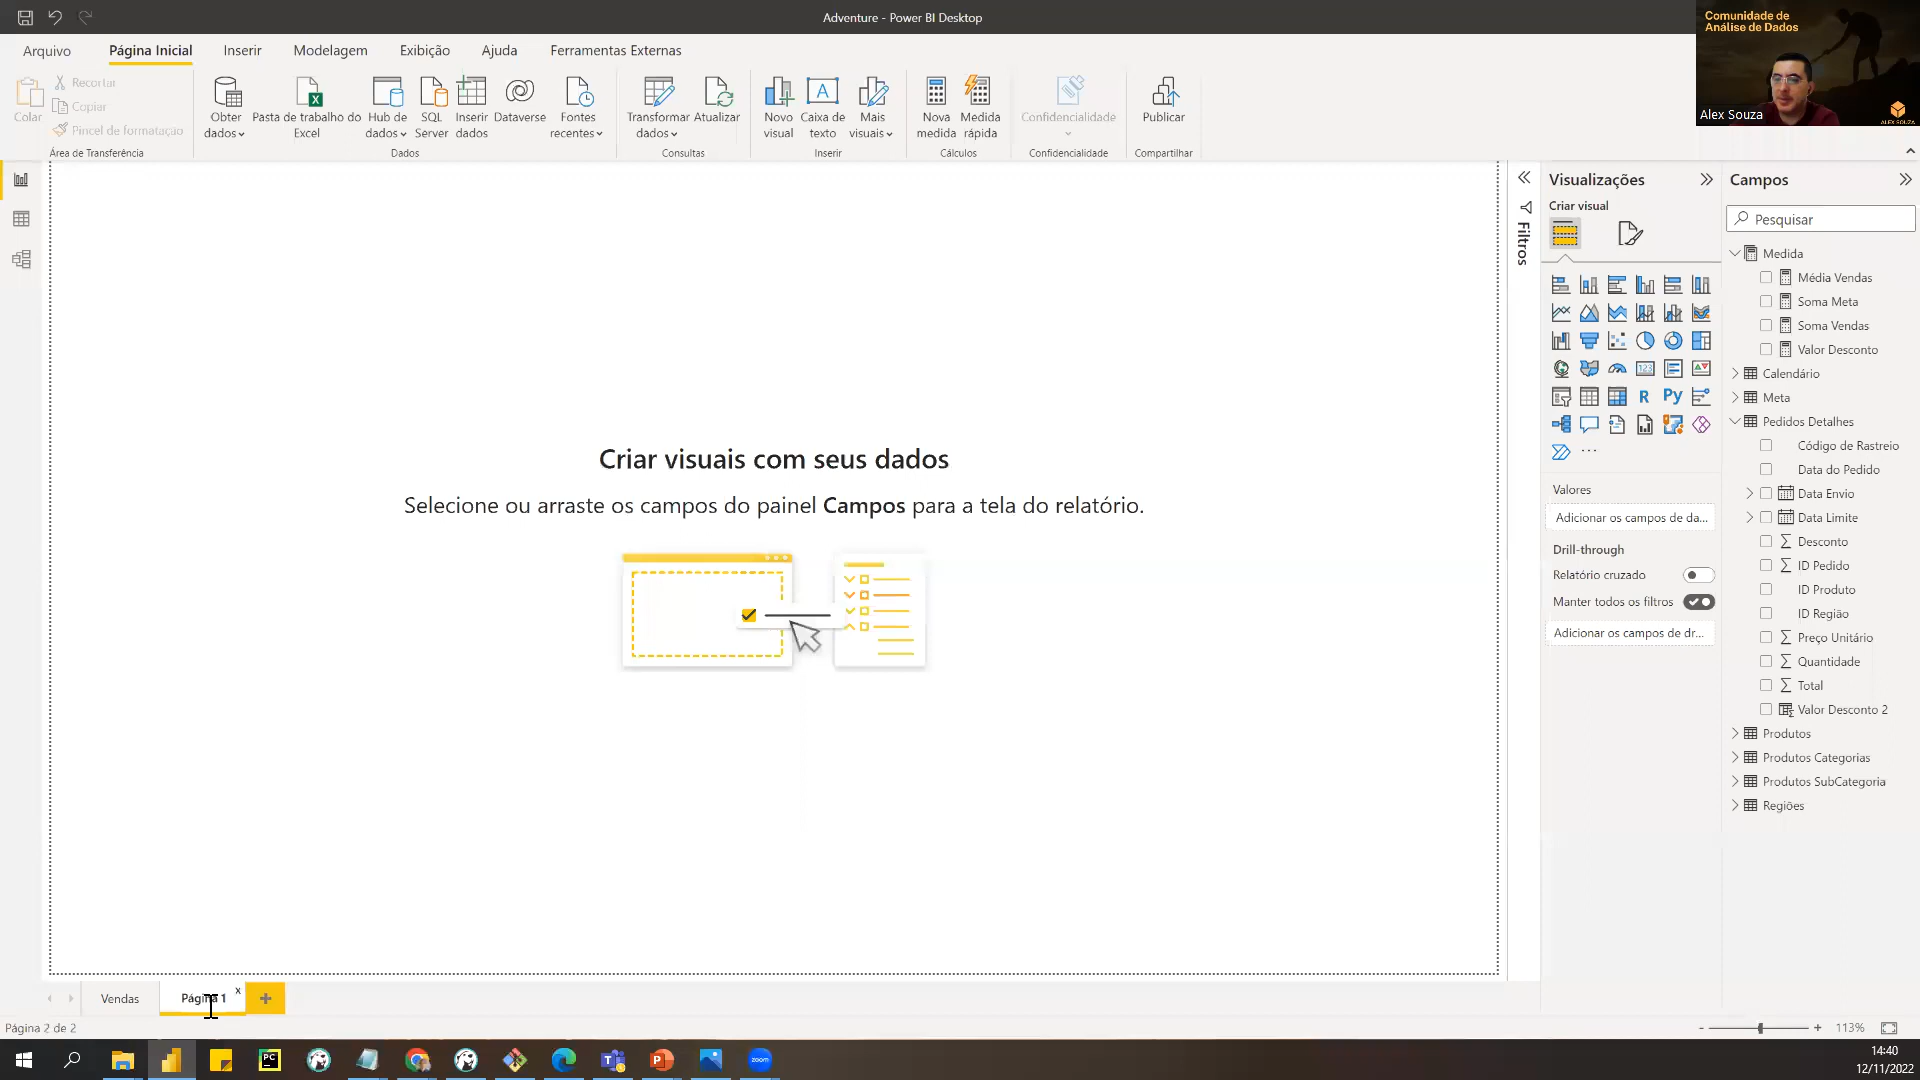 Adventure - Power BI Desktop
Comunidade de
Análise de Dados
Alex Souza
ALEX SOUZA
Arquivo
Página Inicial
Inserir
Modelagem
Exibição
Ajuda
Ferramentas Externas
Colar
Recortar
Copiar
Pincel de formatação
Área de Transferência
Obter dados
Pasta de trabalho do Excel
Hub de dados
SQL Server
Inserir dados
Dataverse
Fontes recentes
Dados
Transformar dados
Atualizar
Consultas
Novo visual
Caixa de texto
Mais visuais
Inserir
Nova medida
Medida rápida
Cálculos
Confidencialidade
Confidencialidade
Publicar
Compartilhar
Criar visuais com seus dados
Selecione ou arraste os campos do painel Campos para a tela do relatório.
Filtros
Visualizações
Criar visual
R
Py
123
...
Valores
Adicionar os campos de da...
Drill-through
Relatório cruzado
Manter todos os filtros
Adicionar os campos de dr...
Campos
Pesquisar
Medida
Média Vendas
Soma Meta
Soma Vendas
Valor Desconto
Calendário
Meta
Pedidos Detalhes
Código de Rastreio
Data do Pedido
Data Envio
Data Limite
Desconto
ID Pedido
ID Produto
ID Região
Preço Unitário
Quantidade
Total
Valor Desconto 2
Produtos
Produtos Categorias
Produtos SubCategoria
Regiões
Vendas
Página 1
x
+
Página 2 de 2
- + 113%
PC
T
P
zoom
14:40
12/11/2022